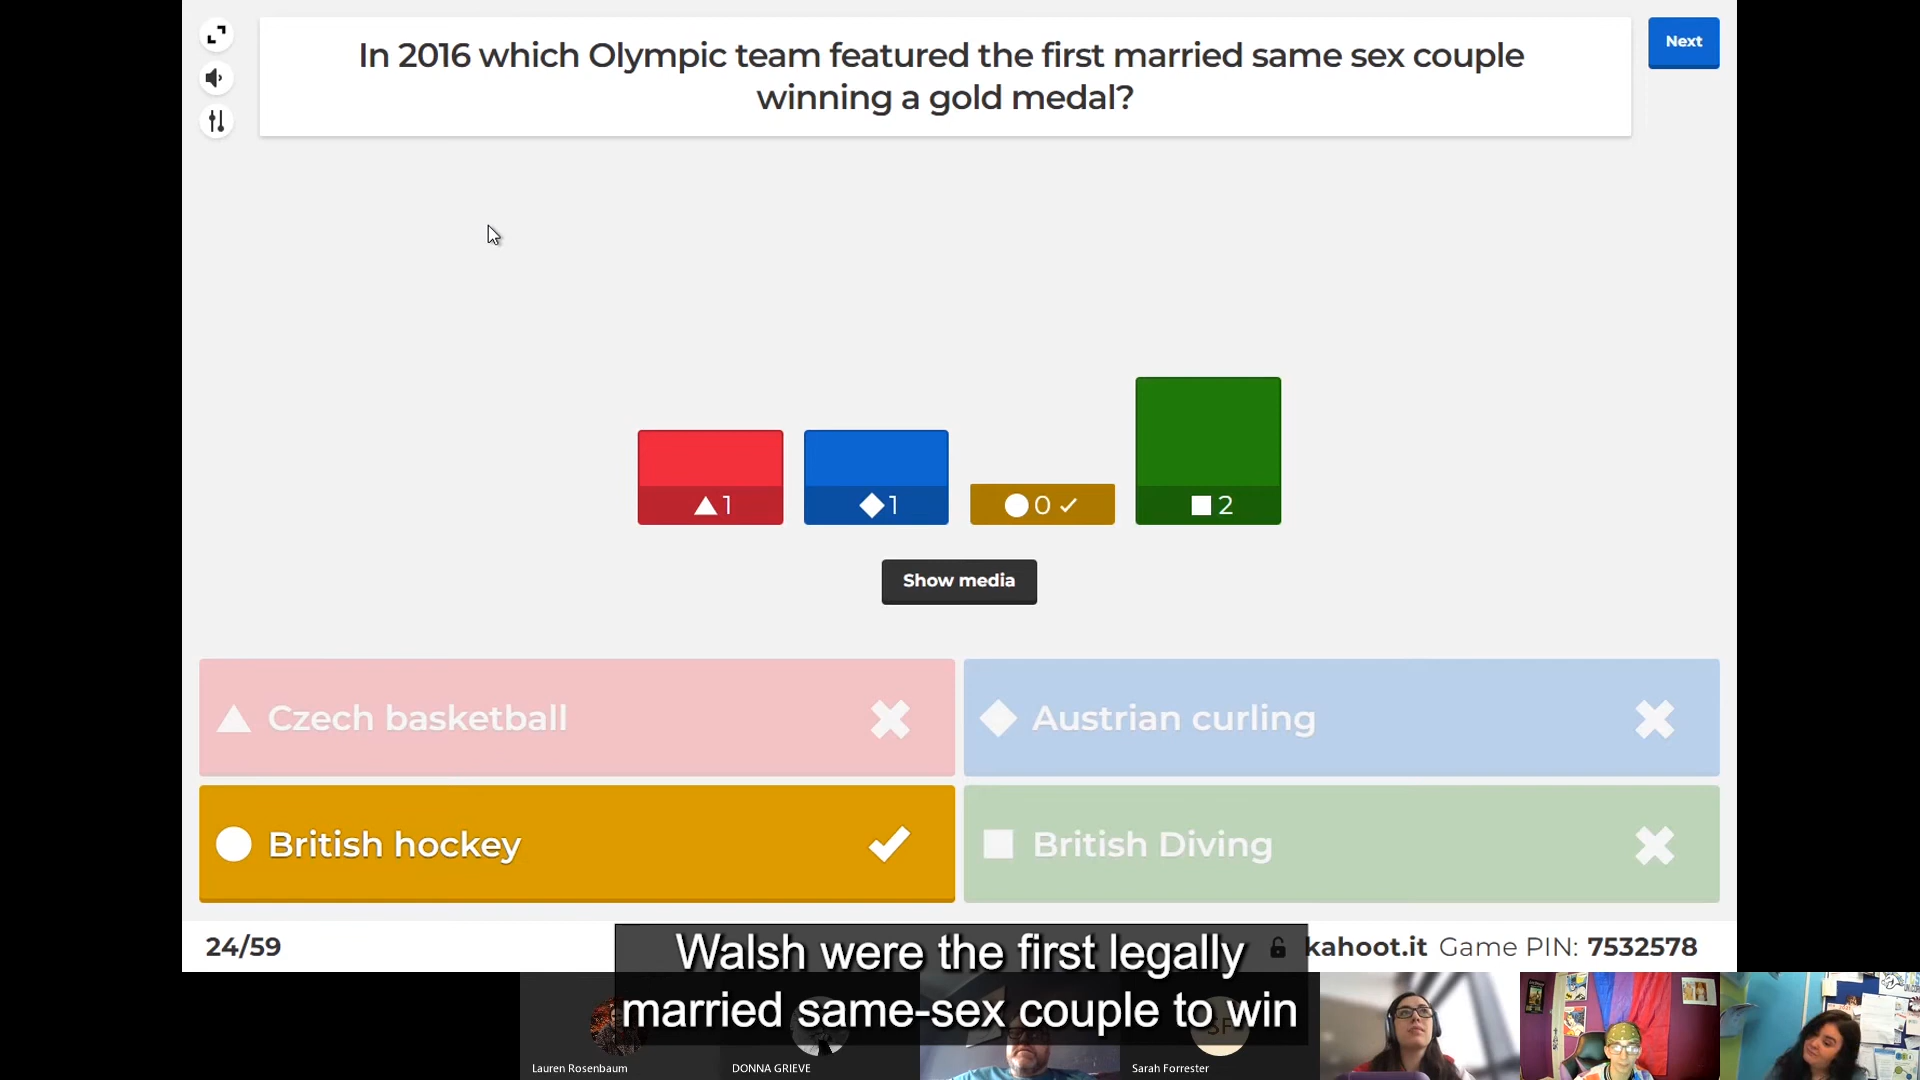 In 2016 which Olympic team featured the first married same sex couple
winning a gold medal?
Next
1
1
0
2
Show media
Czech basketball
Austrian curling
British hockey
British Diving
24/59
kahoot.it Game PIN: 7532578
Walsh were the first legally
married same-sex couple to win
SF
Lauren Rosenbaum
DONNA GRIEVE
Sarah Forrester